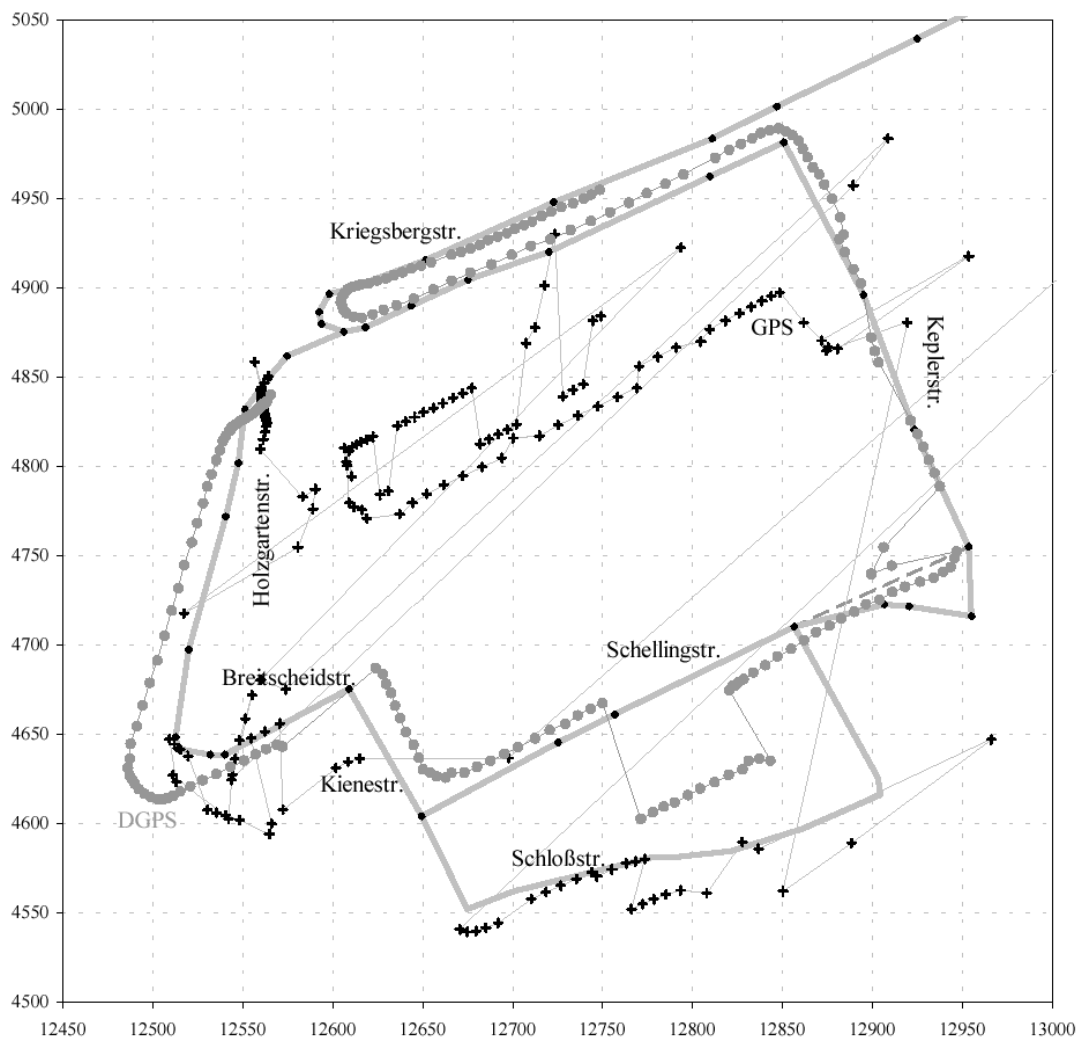 5050
5000
4950
Kriegsbergstr.
4900
GPS
Keplerstr.
4850
4800
Holzgartenstr.
4750
4700
Schellingstr.
Breitscheidstr.
4650
Kienestr.
DGPS
4600
Schloßstr.
4550
4500
12450 12500 12550 12600 12650 12700 12750 12800 12850 12900 12950 13000